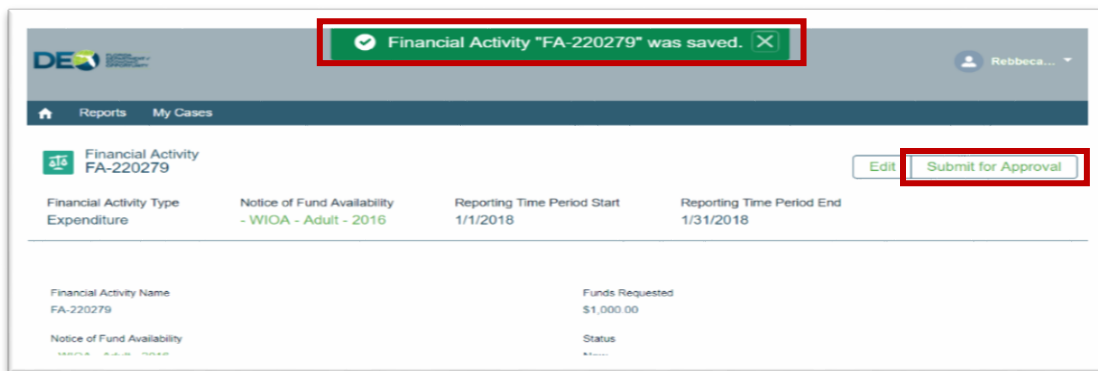 Financial Activity "FA-220279" was saved.
DEO
Rebbeca...
Reports My Cases
Financial Activity
FA-220279
Edit Submit for Approval
Financial Activity Type Notice of Fund Availability Reporting Time Period Start Reporting Time Period End
Expenditure - WIOA - Adult - 2016 1/1/2018 1/31/2018
Financial Activity Name Funds Requested
FA-220279 $1,000.00
Notice of Fund Availability Status